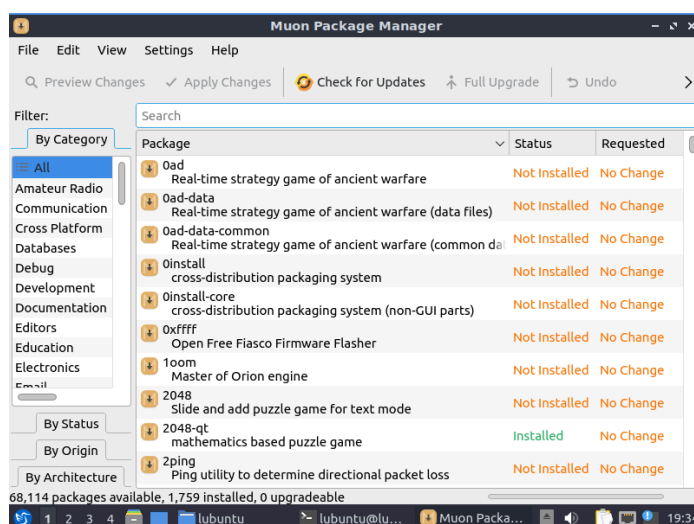 Muon Package Manager
File Edit View Settings Help
Preview Changes Apply Changes Check for Updates Full Upgrade Undo
Filter:
Search
By Category
All
Amateur Radio
Communication
Cross Platform
Databases
Debug
Development
Documentation
Editors
Education
Electronics
Email
By Status
By Origin
By Architecture
Package Status Requested
0ad
Real-time strategy game of ancient warfare
Not Installed No Change
0ad-data
Real-time strategy game of ancient warfare (data files)
Not Installed No Change
0ad-data-common
Real-time strategy game of ancient warfare (common da
Not Installed No Change
0install
cross-distribution packaging system
Not Installed No Change
0install-core
cross-distribution packaging system (non-GUI parts)
Not Installed No Change
0xffff
Open Free Fiasco Firmware Flasher
Not Installed No Change
1oom
Master of Orion engine
Not Installed No Change
2048
Slide and add puzzle game for text mode
Not Installed No Change
2048-qt
mathematics based puzzle game
Installed No Change
2ping
Ping utility to determine directional packet loss
Not Installed No Change
68,114 packages available, 1,759 installed, 0 upgradeable
1 2 3 4 lubuntu lubuntu@lu... Muon Packa... 19:3